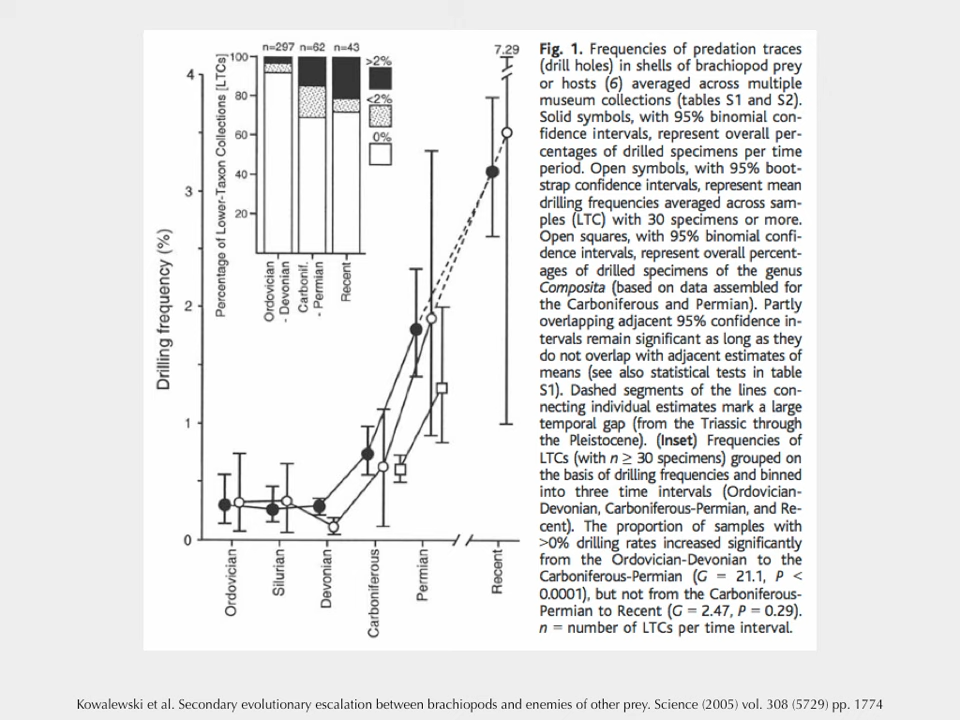 n=297 n=62 n=43
7.29
100
80
60
40
20
>2%
<2%
0%
Percentage of Lower-Taxon Collections [LTCs]
Ordovician
- Devonian
Carbonif.
- Permian
Recent
4
3
2
1
0
Drilling frequency (%)
Ordovician
Silurian
Devonian
Carboniferous
Permian
Recent
Fig. 1. Frequencies of predation traces
(drill holes) in shells of brachiopod prey
or hosts (6) averaged across multiple
museum collections (tables S1 and S2).
Solid symbols, with 95% binomial con-
fidence intervals, represent overall per-
centages of drilled specimens per time
period. Open symbols, with 95% boot-
strap confidence intervals, represent mean
drilling frequencies averaged across sam-
ples (LTC) with 30 specimens or more.
Open squares, with 95% binomial confi-
dence intervals, represent overall percent-
ages of drilled specimens of the genus
Composita (based on data assembled for
the Carboniferous and Permian). Partly
overlapping adjacent 95% confidence in-
tervals remain significant as long as they
do not overlap with adjacent estimates of
means (see also statistical tests in table
S1). Dashed segments of the lines con-
necting individual estimates mark a large
temporal gap (from the Triassic through
the Pleistocene). (Inset) Frequencies of
LTCs (with n ≥ 30 specimens) grouped on
the basis of drilling frequencies and binned
into three time intervals (Ordovician-
Devonian, Carboniferous-Permian, and Re-
cent). The proportion of samples with
>0% drilling rates increased significantly
from the Ordovician-Devonian to the
Carboniferous-Permian (G = 21.1, P <
0.0001), but not from the Carboniferous-
Permian to Recent (G = 2.47, P = 0.29).
n = number of LTCs per time interval.
Kowalewski et al. Secondary evolutionary escalation between brachiopods and enemies of other prey. Science (2005) vol. 308 (5729) pp. 1774